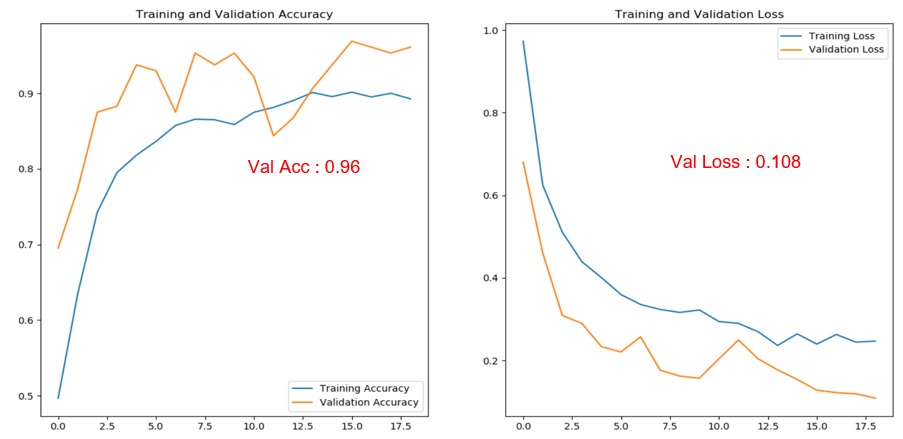 Training and Validation Accuracy
0.9
0.8
0.7
0.6
0.5
Val Acc : 0.96
Training Accuracy
Validation Accuracy
0.0 2.5 5.0 7.5 10.0 12.5 15.0 17.5
Training and Validation Loss
1.0
0.8
0.6
0.4
0.2
Training Loss
Validation Loss
Val Loss : 0.108
0.0 2.5 5.0 7.5 10.0 12.5 15.0 17.5